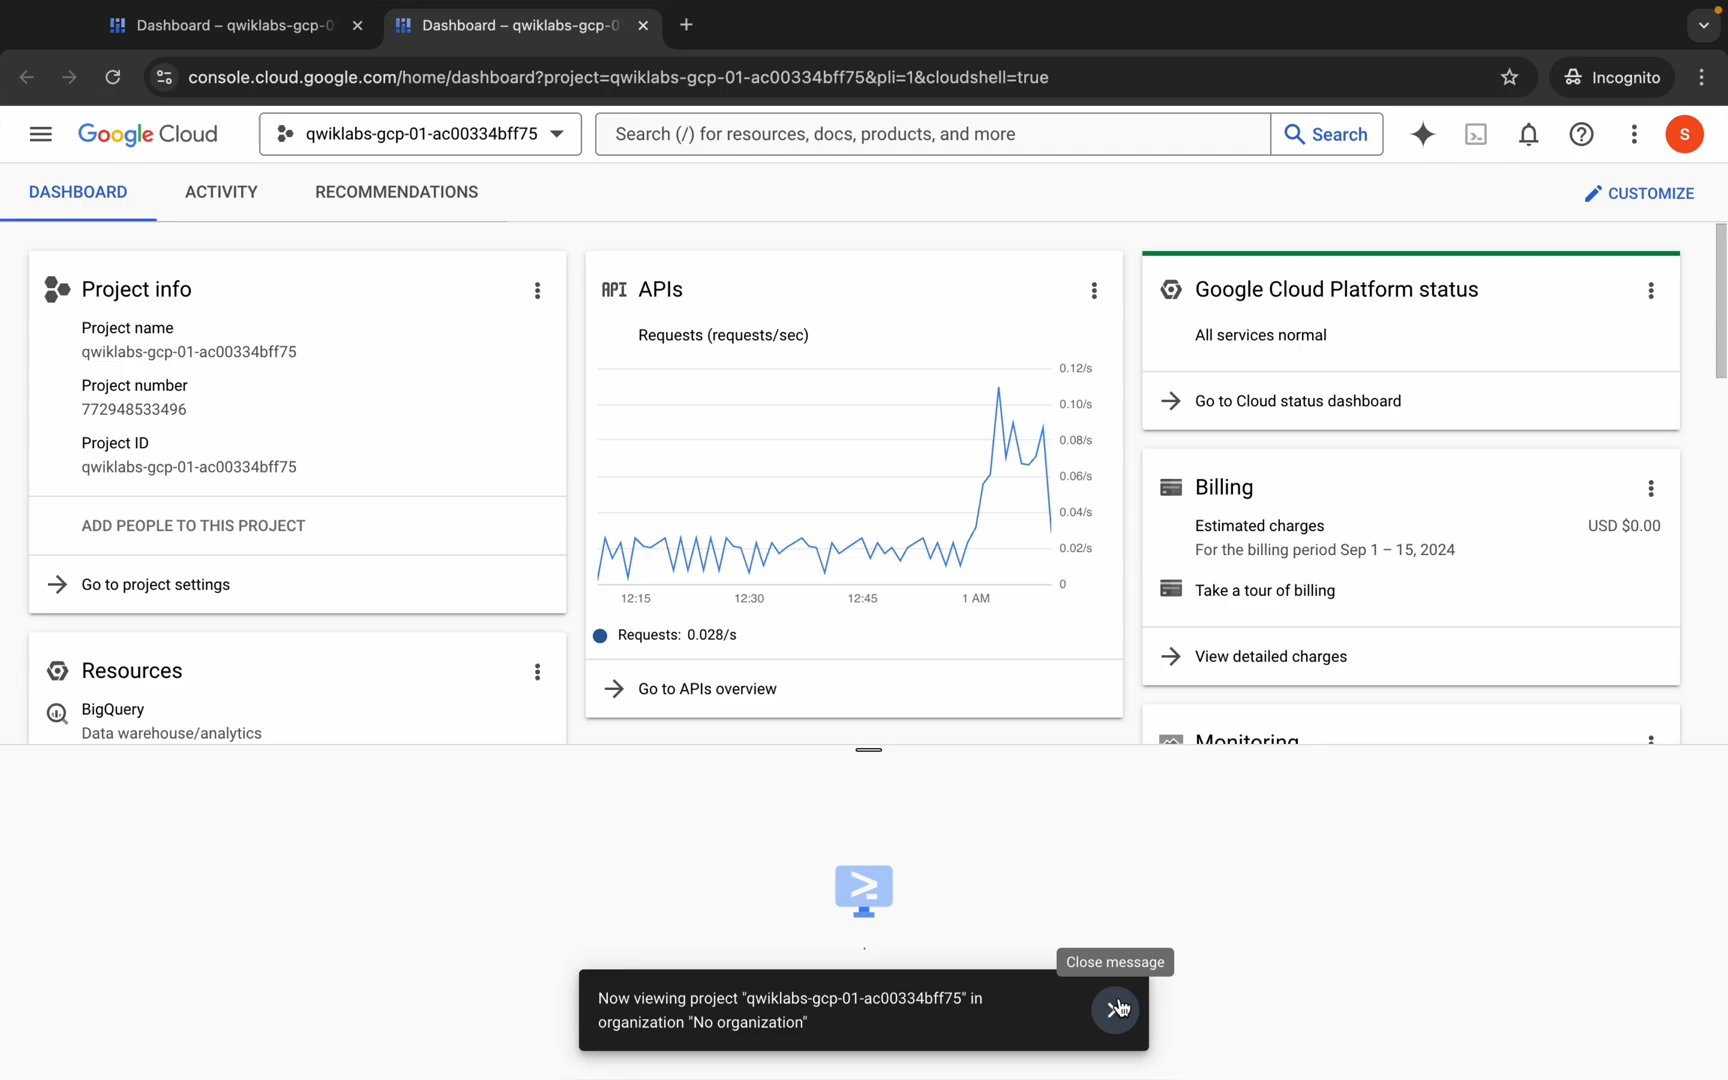 Dashboard – qwiklabs-gcp-0
Dashboard – qwiklabs-gcp-0
console.cloud.google.com/home/dashboard?project=qwiklabs-gcp-01-ac00334bff75&pli=1&cloudshell=true
Incognito
Google Cloud
qwiklabs-gcp-01-ac00334bff75
Search (/) for resources, docs, products, and more
Search
S
DASHBOARD
ACTIVITY
RECOMMENDATIONS
CUSTOMIZE
Project info
Project name
qwiklabs-gcp-01-ac00334bff75
Project number
772948533496
Project ID
qwiklabs-gcp-01-ac00334bff75
ADD PEOPLE TO THIS PROJECT
Go to project settings
Resources
BigQuery
Data warehouse/analytics
API APIs
Requests (requests/sec)
0.12/s
0.10/s
0.08/s
0.06/s
0.04/s
0.02/s
0
12:15 12:30 12:45 1 AM
Requests: 0.028/s
Go to APIs overview
Google Cloud Platform status
All services normal
Go to Cloud status dashboard
Billing
Estimated charges USD $0.00
For the billing period Sep 1 – 15, 2024
Take a tour of billing
View detailed charges
Monitoring
Close message
Now viewing project "qwiklabs-gcp-01-ac00334bff75" in
organization "No organization"